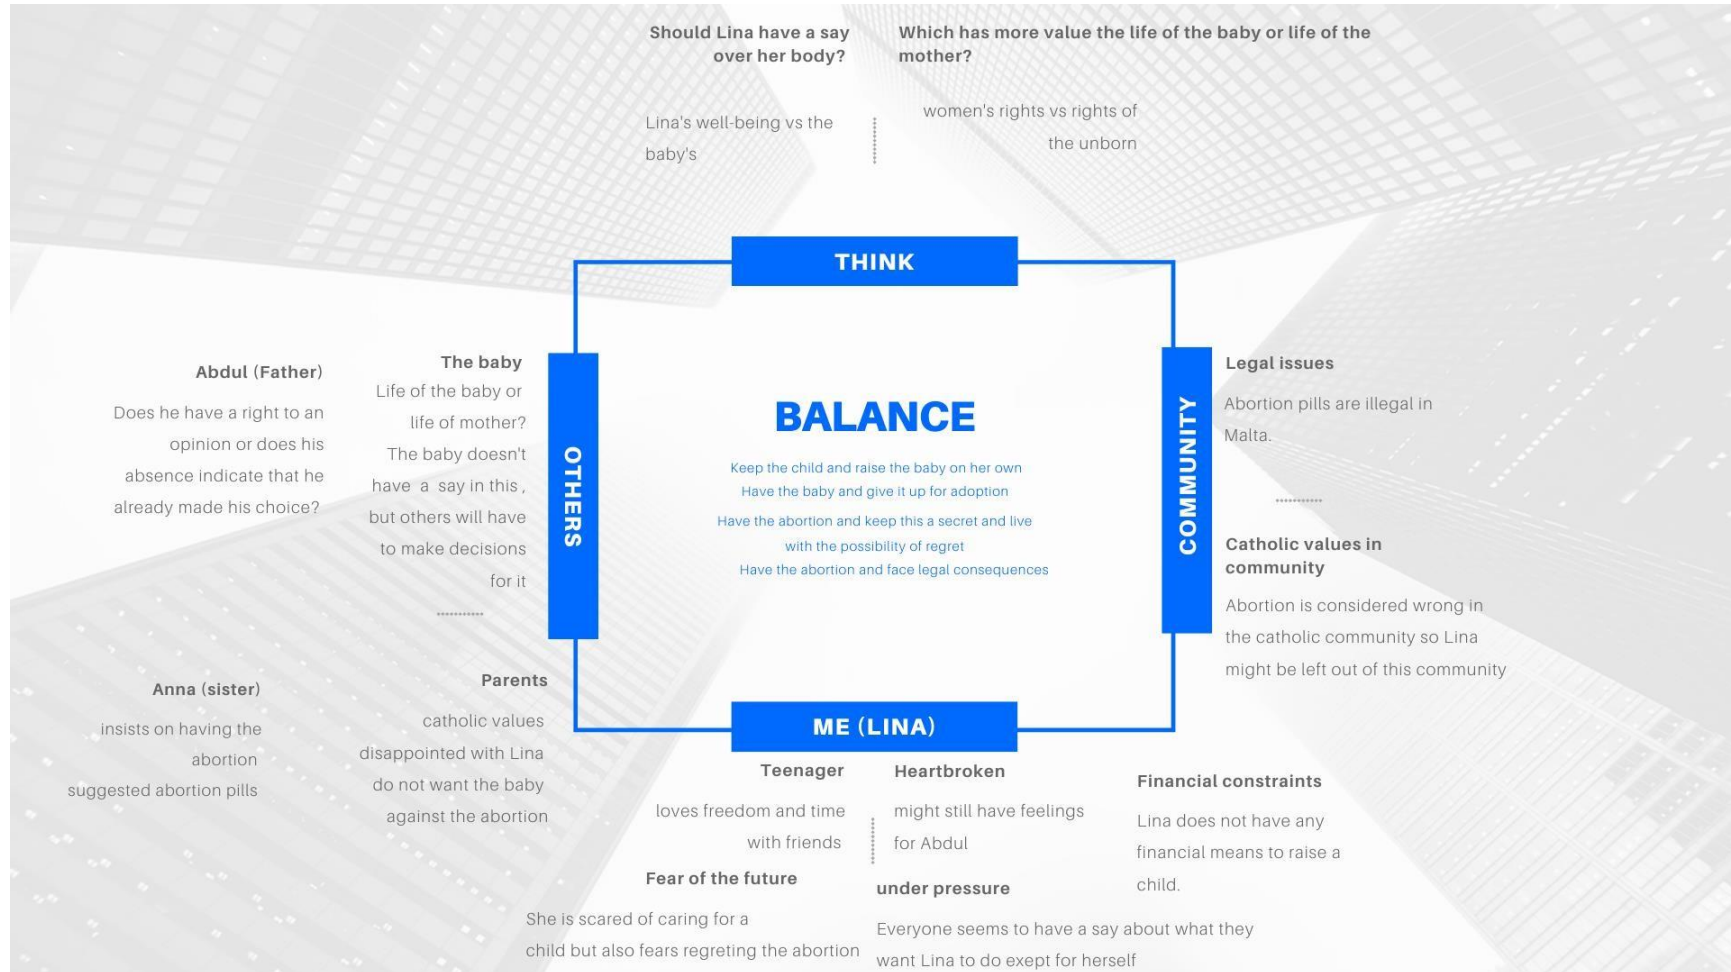 Should Lina have a say
over her body?
Lina's well-being vs the
baby's
Which has more value the life of the baby or life of the
mother?
women's rights vs rights of
the unborn
THINK
Abdul (Father)
Does he have a right to an
opinion or does his
absence indicate that he
already made his choice?
The baby
Life of the baby or
life of mother?
The baby doesn't
have a say in this,
but others will have
to make decisions
for it
Anna (sister)
insists on having the
abortion
suggested abortion pills
Parents
catholic values
disappointed with Lina
do not want the baby
against the abortion
OTHERS
BALANCE
Keep the child and raise the baby on her own
Have the baby and give it up for adoption
Have the abortion and keep this a secret and live
with the possibility of regret
Have the abortion and face legal consequences
COMMUNITY
Legal issues
Abortion pills are illegal in
Malta.
Catholic values in
community
Abortion is considered wrong in
the catholic community so Lina
might be left out of this community
ME (LINA)
Teenager
loves freedom and time
with friends
Heartbroken
might still have feelings
for Abdul
Financial constraints
Lina does not have any
financial means to raise a
child.
Fear of the future
She is scared of caring for a
child but also fears regreting the abortion
under pressure
Everyone seems to have a say about what they
want Lina to do exept for herself